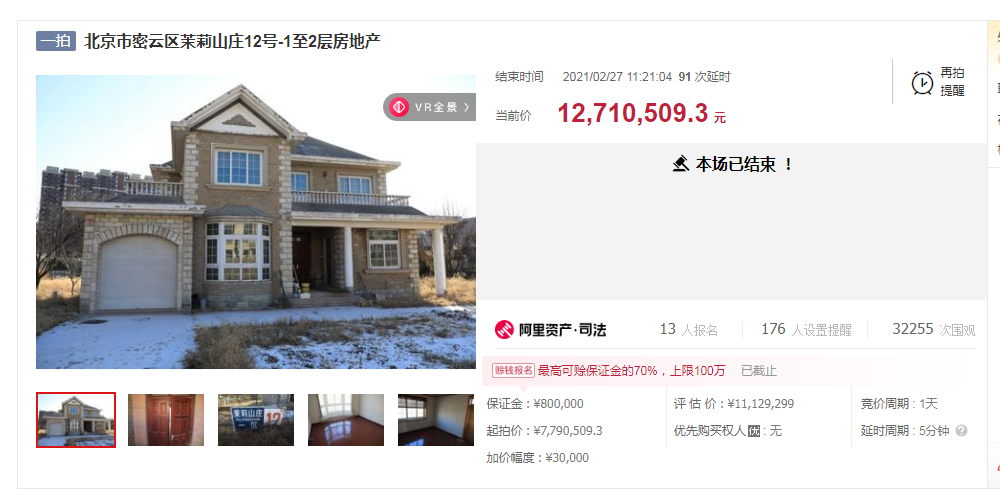 一拍 北京市密云区茉莉山庄12号-1至2层房地产
VR全景
结束时间 2021/02/27 11:21:04 91 次延时
当前价 12,710,509.3 元
再拍
提醒
本场已结束 !
阿里资产·司法 13 人报名 176 人设置提醒 32255 次围观
赊钱报名 最高可赊保证金的70%，上限100万 已截止
保证金 : ¥800,000 评 估 价 : ¥11,129,299 竞价周期 : 1天
起拍价 : ¥7,790,509.3 优先购买权人 优 : 无 延时周期 : 5分钟 ?
加价幅度 : ¥30,000
茉莉山庄 12